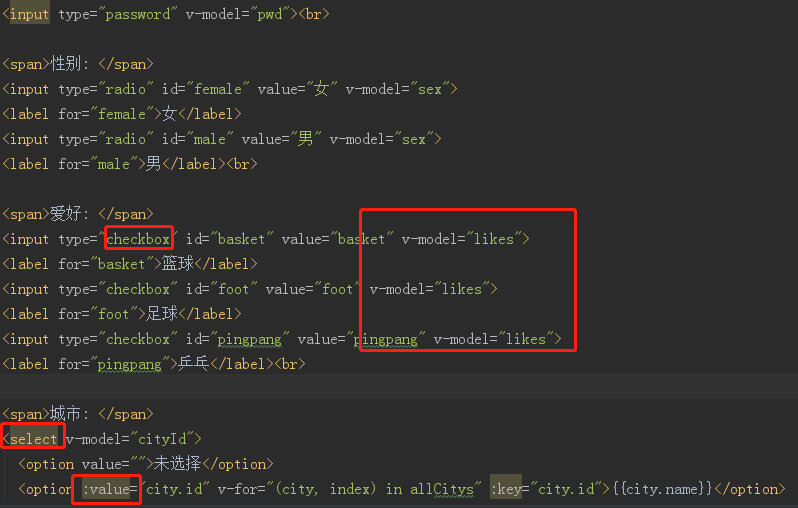 <input type="password" v-model="pwd"><br>
<span>性别: </span>
<input type="radio" id="female" value="女" v-model="sex">
<label for="female">女</label>
<input type="radio" id="male" value="男" v-model="sex">
<label for="male">男</label><br>
<span>爱好: </span>
<input type="checkbox" id="basket" value="basket" v-model="likes">
<label for="basket">篮球</label>
<input type="checkbox" id="foot" value="foot" v-model="likes">
<label for="foot">足球</label>
<input type="checkbox" id="pingpang" value="pingpang" v-model="likes">
<label for="pingpang">乒乓</label><br>
<span>城市: </span>
<select v-model="cityId">
<option value="">未选择</option>
<option :value="city.id" v-for="(city, index) in allCitys" :key="city.id">{{city.name}}</option>